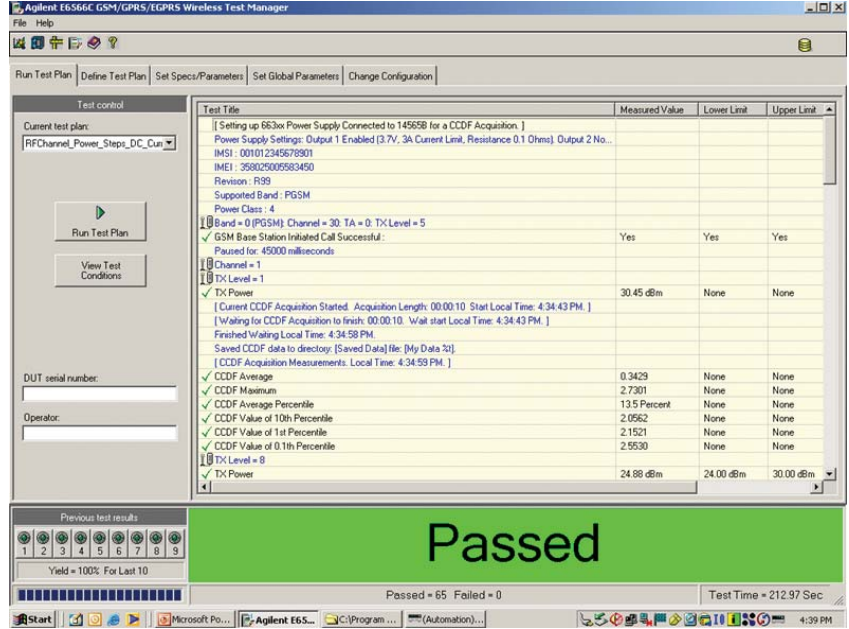 Agilent E6566C GSM/GPRS/EGPRS Wireless Test Manager
File Help
Run Test Plan Define Test Plan Set Specs/Parameters Set Global Parameters Change Configuration
Test control
Current test plan:
RFChannel_Power_Steps_DC_Curr
Run Test Plan
View Test
Conditions
DUT serial number:
Operator:
Test Title Measured Value Lower Limit Upper Limit
[ Setting up 663xx Power Supply Connected to 14565B for a CCDF Acquisition. ]
Power Supply Settings: Output 1 Enabled (3.7V, 3A Current Limit, Resistance 0.1 Ohms). Output 2 No...
IMSI : 001012345678901
IMEI : 358025005583450
Revison : R99
Supported Band : PGSM
Power Class : 4
Band = 0 (PGSM); Channel = 30; TA = 0; TX Level = 5
GSM Base Station Initiated Call Successful : Yes Yes Yes
Paused for: 45000 milliseconds
Channel = 1
TX Level = 1
TX Power 30.45 dBm None None
[ Current CCDF Acquisition Started. Acquisition Length: 00:00:10 Start Local Time: 4:34:43 PM. ]
[ Waiting for CCDF Acquisition to finish: 00:00:10. Wait start Local Time: 4:34:43 PM. ]
Finished Waiting Local Time: 4:34:58 PM.
Saved CCDF data to directory: [Saved Data] file: [My Data %t].
[ CCDF Acquisition Measurements. Local Time: 4:34:59 PM. ]
CCDF Average 0.3429 None None
CCDF Maximum 2.7301 None None
CCDF Average Percentile 13.5 Percent None None
CCDF Value of 10th Percentile 2.0562 None None
CCDF Value of 1st Percentile 2.1521 None None
CCDF Value of 0.1th Percentile 2.5530 None None
TX Level = 8
TX Power 24.88 dBm 24.00 dBm 30.00 dBm
Previous test results
1 2 3 4 5 6 7 8 9
Yield = 100% For Last 10
Passed
Passed = 65 Failed = 0
Test Time = 212.97 Sec
Start
Microsoft Po...
Agilent E65...
C:\Program ...
(Automation)...
4:39 PM